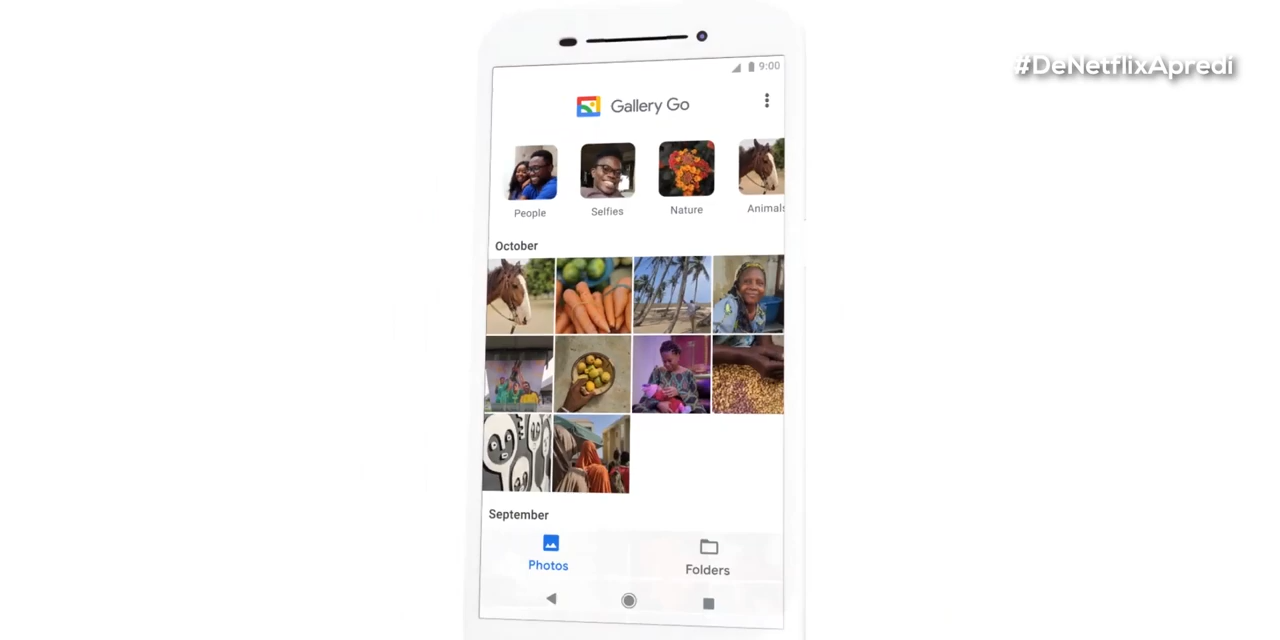 #DeNetflixApredi
9:00
Gallery Go
People
Selfies
Nature
Animals
October
September
Photos
Folders